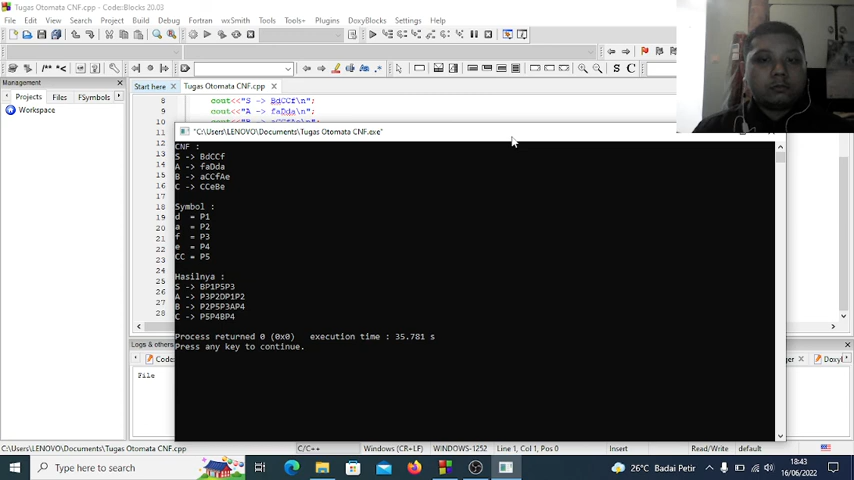 Tugas Otomata CNF.cpp - Code::Blocks 20.03
File Edit View Search Project Build Debug Fortran wxSmith Tools Tools+ Plugins DoxyBlocks Settings Help
Management
Projects Files FSymbols
Workspace
Start here Tugas Otomata CNF.cpp
8 cout<<"S -> BdCCf\n";
9 cout<<"A -> faDda\n";
10
11
12
13
14
15
16
17
18
19
20
21
22
23
24
25
26
27
28
"C:\Users\LENOVO\Documents\Tugas Otomata CNF.exe"
CNF :
S -> BdCCf
A -> faDda
B -> aCCfAe
C -> CCeBe
Symbol :
d = P1
a = P2
f = P3
e = P4
CC = P5
Hasilnya :
S -> BP1P5P3
A -> P3P2DP1P2
B -> P2P5P3AP4
C -> P5P4BP4
Process returned 0 (0x0) execution time : 35.781 s
Press any key to continue.
Logs & others
File
C:\Users\LENOVO\Documents\Tugas Otomata CNF.cpp C/C++ Windows (CR+LF) WINDOWS-1252 Line 1, Col 1, Pos 0 Insert Read/Write default
Type here to search
26°C Badai Petir
18:43
16/06/2022